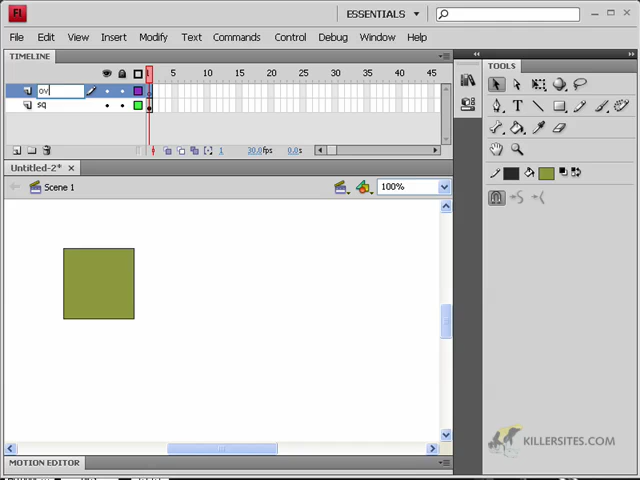 Fl
ESSENTIALS
File Edit View Insert Modify Text Commands Control Debug Window Help
TIMELINE
1 5 10 15 20 25 30 35 40 45
ov
sq
1 30.0fps 0.0s
TOOLS
Untitled-2*
Scene 1
100%
KILLERSITES.COM
MOTION EDITOR